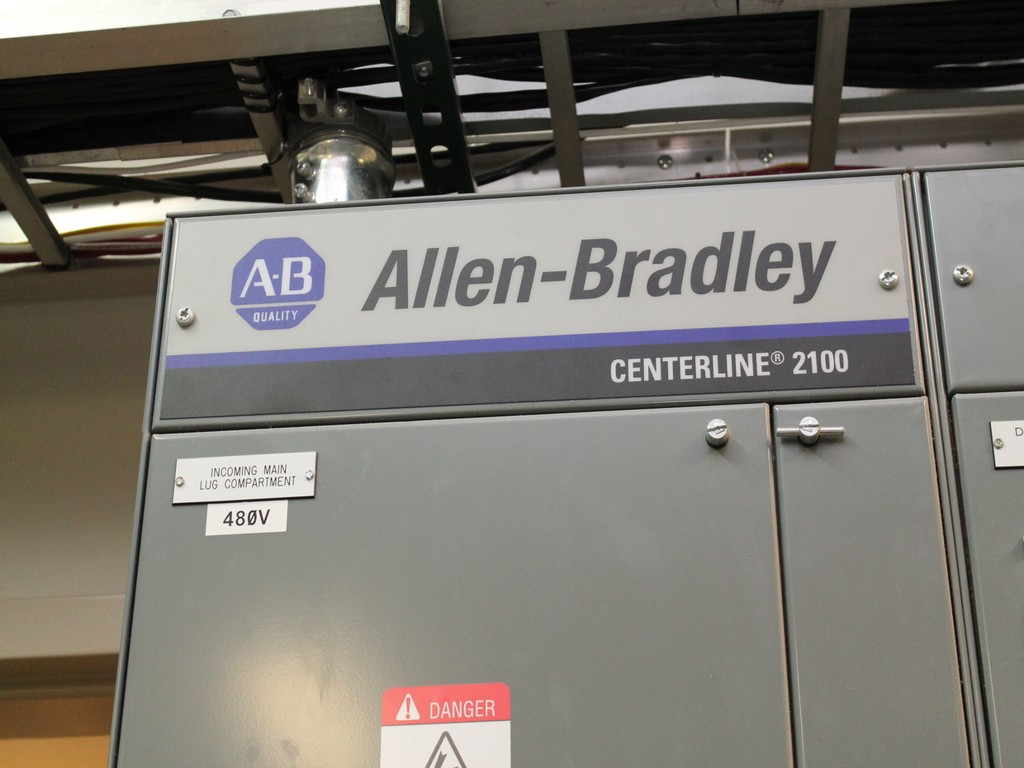 A-B
QUALITY
Allen-Bradley
CENTERLINE® 2100
INCOMING MAIN
LUG COMPARTMENT
480V
D
DANGER